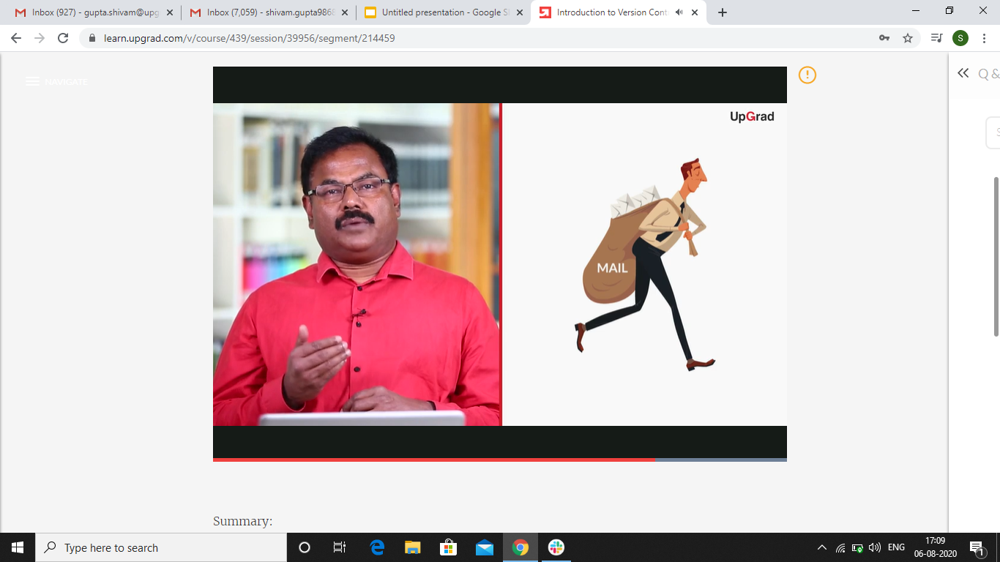 Inbox (927) - gupta.shivam@upg
Inbox (7,059) - shivam.gupta9868
Untitled presentation - Google Sl
Introduction to Version Cont
learn.upgrad.com/v/course/439/session/39956/segment/214459
S
NAVIGATE
Q &
UpGrad
MAIL
Summary:
Type here to search
ENG
17:09
06-08-2020
1